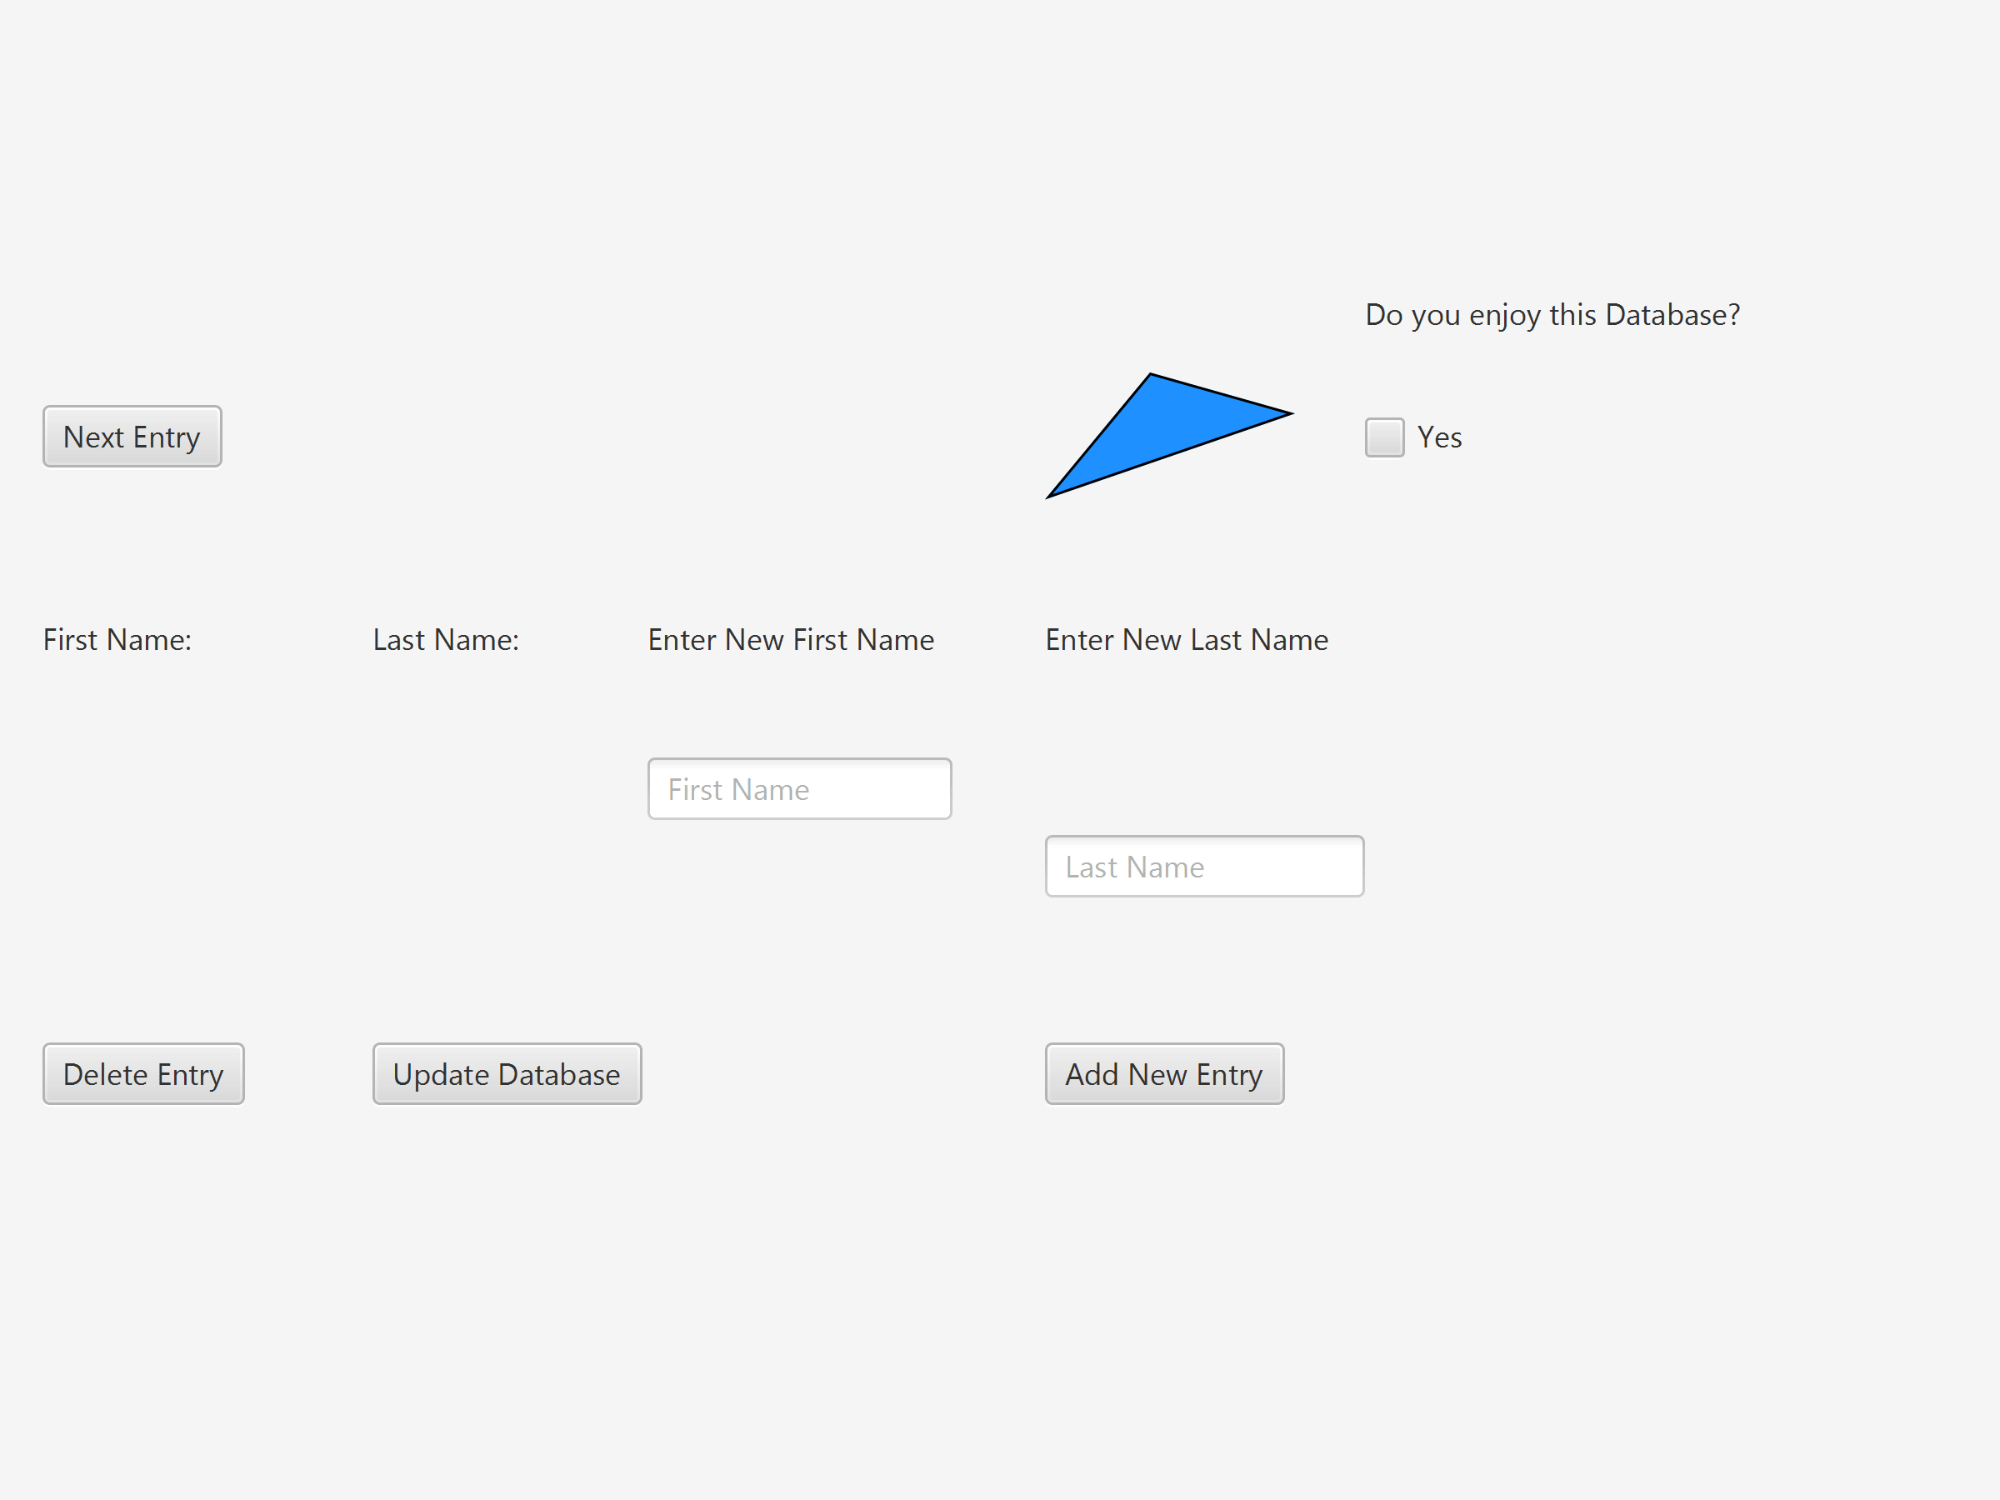 Do you enjoy this Database?
Next Entry
Yes
First Name:
Last Name:
Enter New First Name
Enter New Last Name
First Name
Last Name
Delete Entry
Update Database
Add New Entry